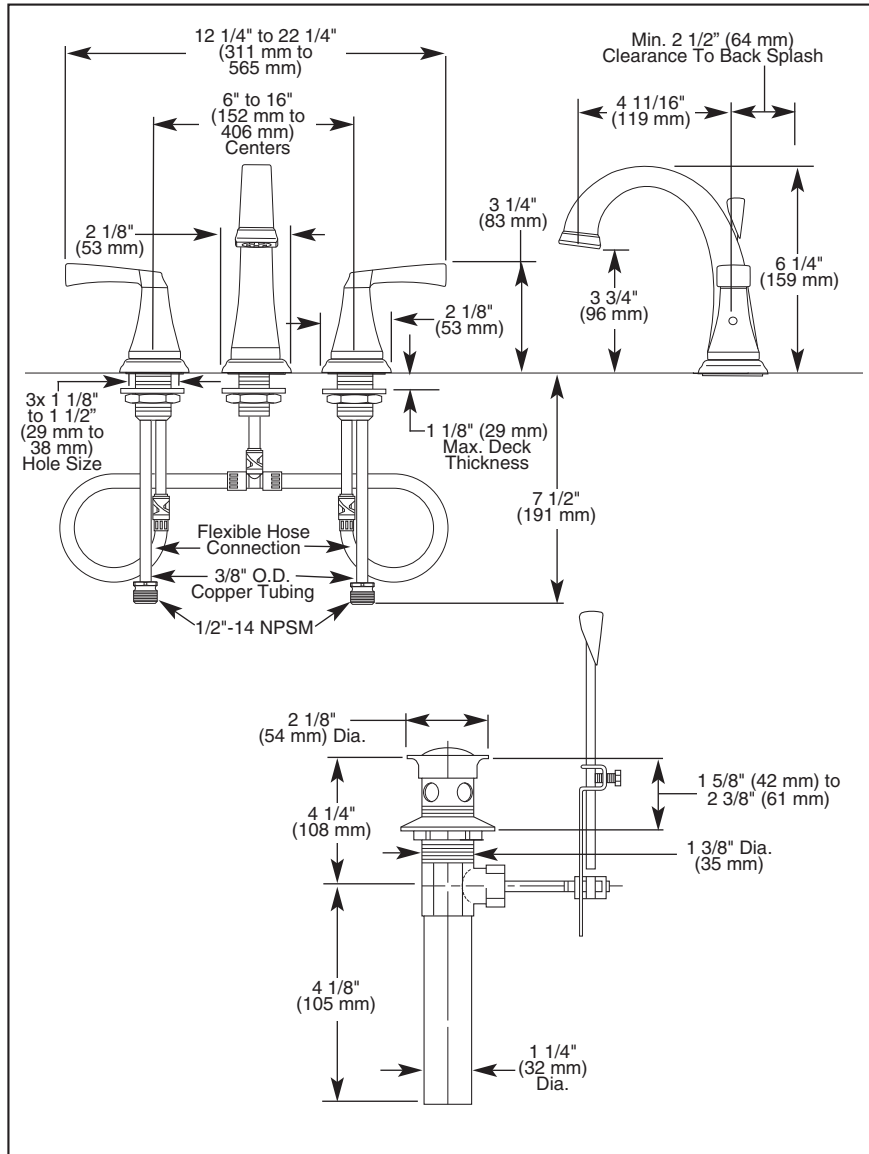 12 1/4" to 22 1/4"
(311 mm to
565 mm)
6" to 16"
(152 mm to
406 mm)
Centers
2 1/8"
(53 mm)
3 1/4"
(83 mm)
2 1/8"
(53 mm)
Min. 2 1/2” (64 mm)
Clearance To Back Splash
4 11/16"
(119 mm)
6 1/4"
(159 mm)
3 3/4"
(96 mm)
3x 1 1/8"
to 1 1/2”
(29 mm to
38 mm)
Hole Size
1 1/8" (29 mm)
Max. Deck
Thickness
7 1/2"
(191 mm)
Flexible Hose
Connection
3/8" O.D.
Copper Tubing
1/2"-14 NPSM
2 1/8"
(54 mm) Dia.
1 5/8" (42 mm) to
2 3/8" (61 mm)
4 1/4"
(108 mm)
1 3/8" Dia.
(35 mm)
4 1/8"
(105 mm)
1 1/4"
(32 mm)
Dia.